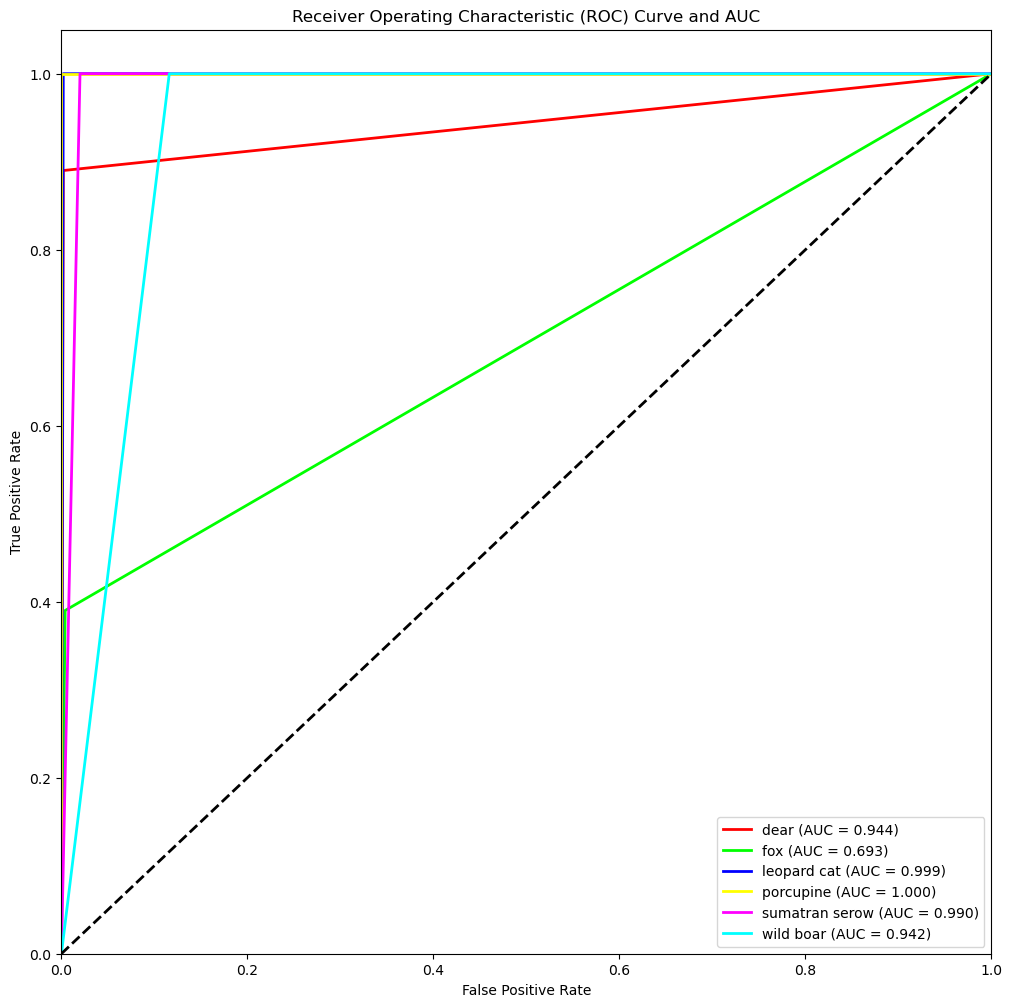 Receiver Operating Characteristic (ROC) Curve and AUC
1.0
0.8
0.6
0.4
0.2
0.0
True Positive Rate
0.0 0.2 0.4 0.6 0.8 1.0
False Positive Rate
dear (AUC = 0.944)
fox (AUC = 0.693)
leopard cat (AUC = 0.999)
porcupine (AUC = 1.000)
sumatran serow (AUC = 0.990)
wild boar (AUC = 0.942)